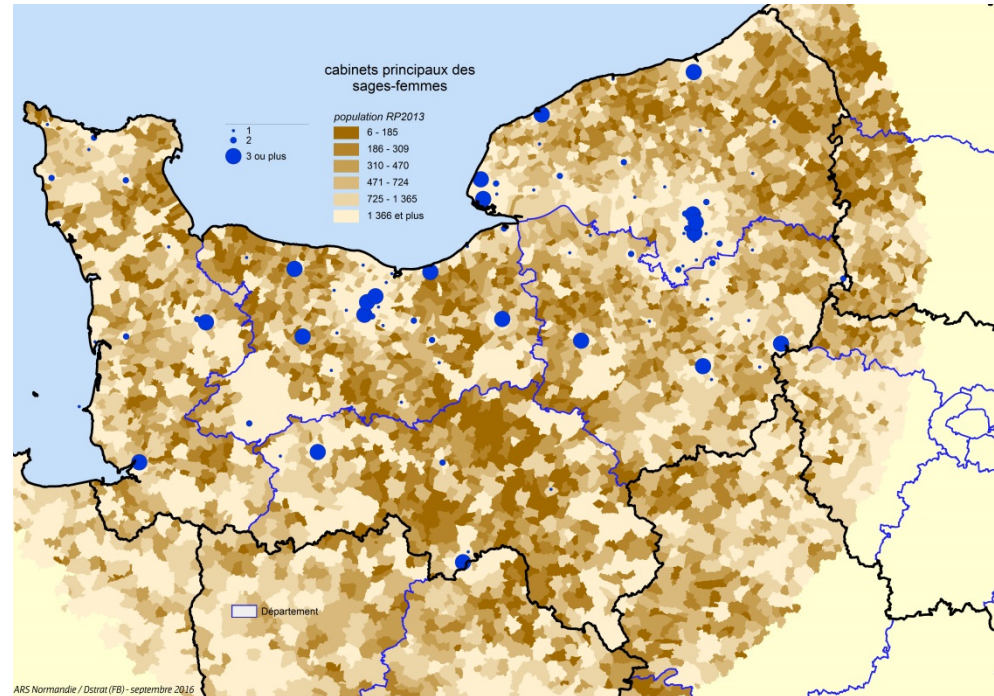 cabinets principaux des
sages-femmes
1
2
3 ou plus
population RP2013
6 - 185
186 - 309
310 - 470
471 - 724
725 - 1 365
1 366 et plus
Département
ARS Normandie / Dstrat (FB) - septembre 2016